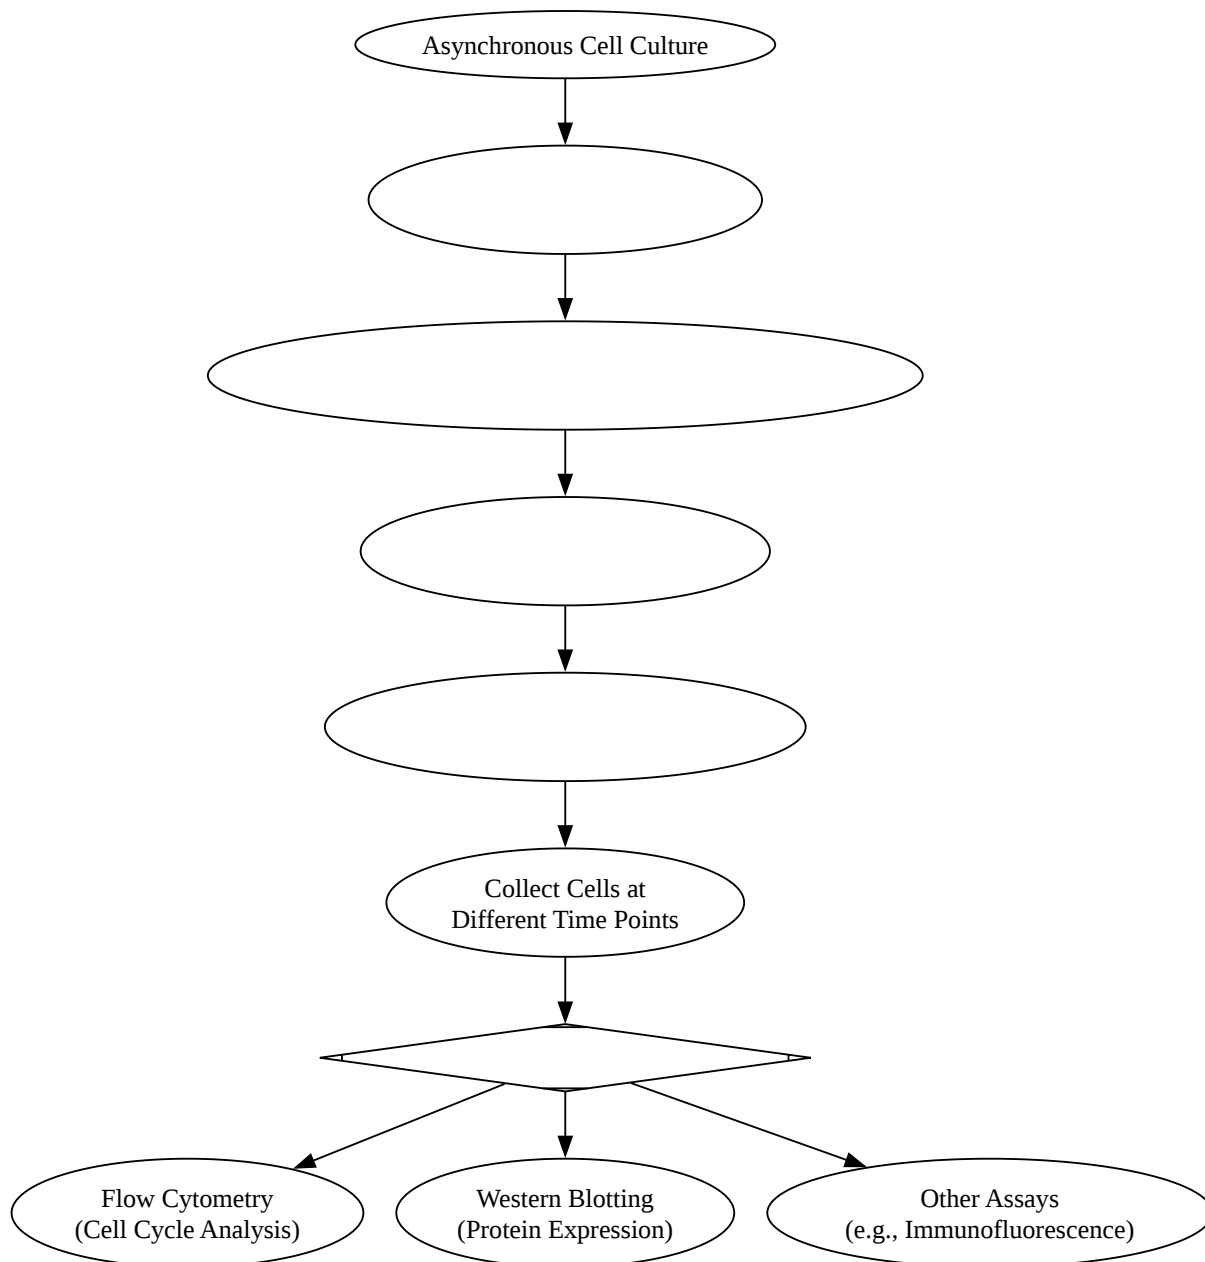 Asynchronous Cell Culture
Collect Cells at
Different Time Points
Flow Cytometry
(Cell Cycle Analysis)
Western Blotting
(Protein Expression)
Other Assays
(e.g., Immunofluorescence)